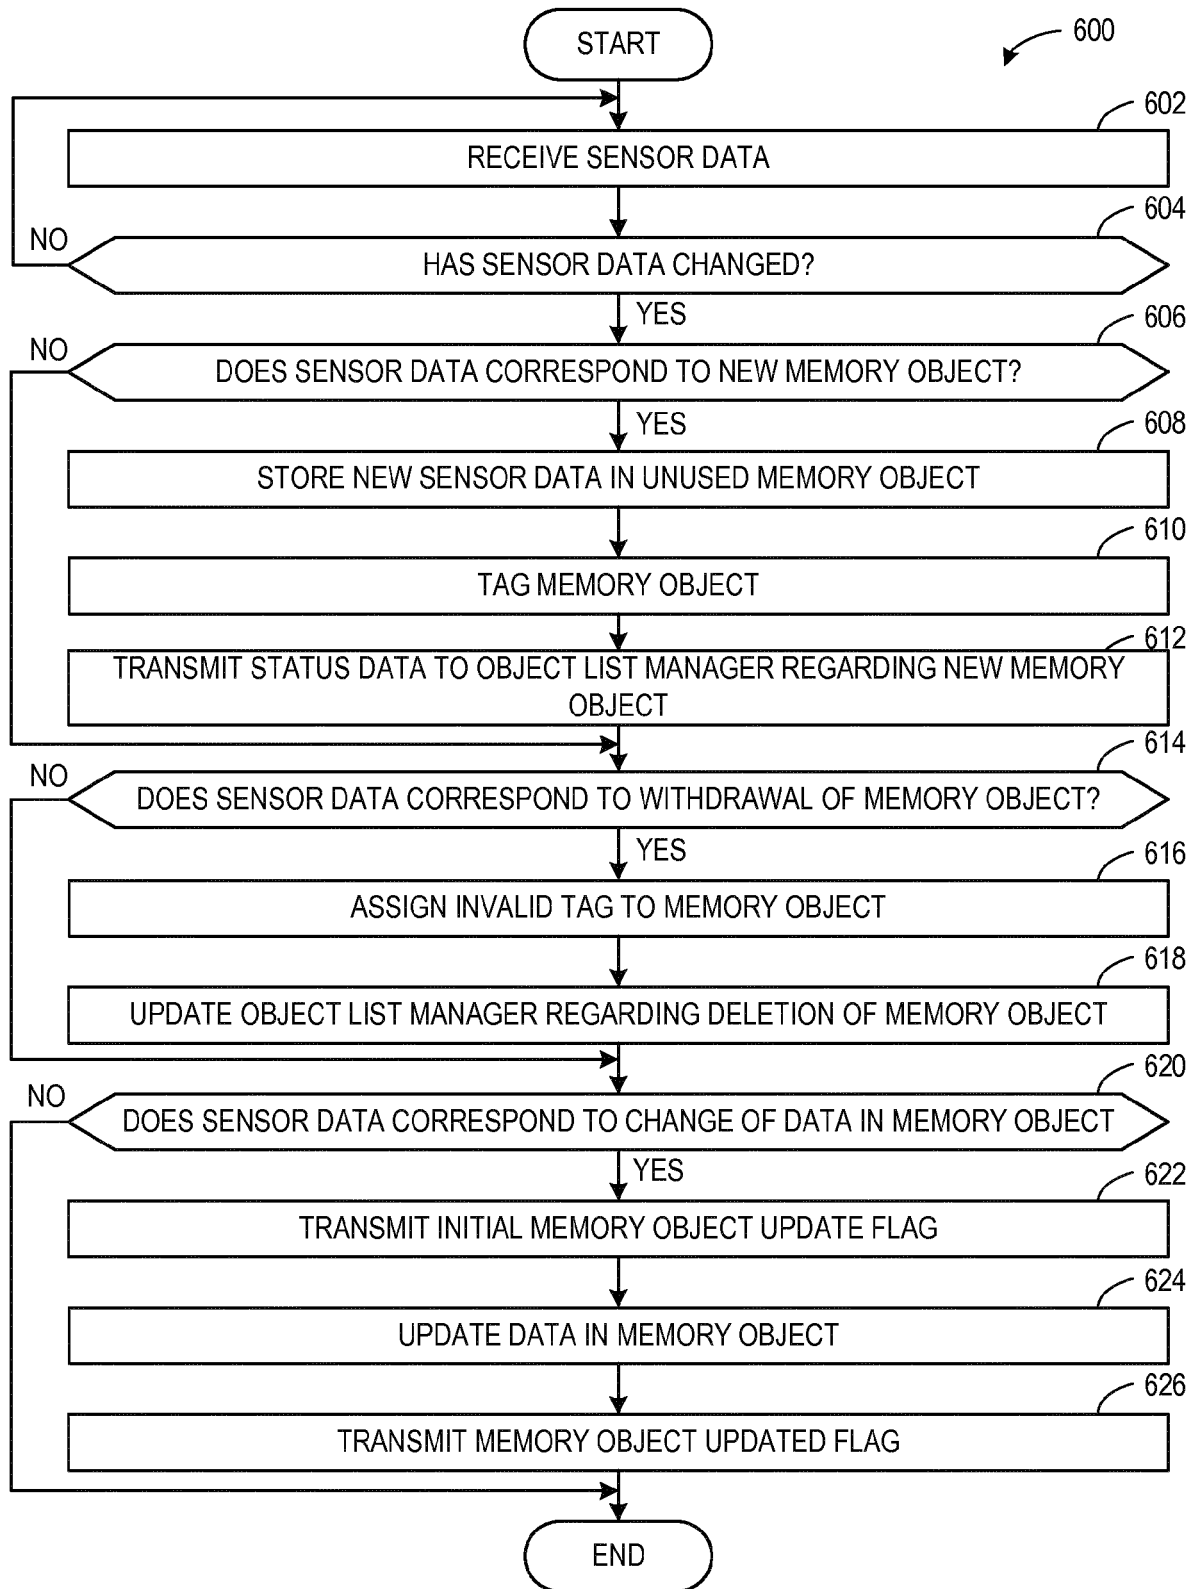 START
600
602
RECEIVE SENSOR DATA
604
NO
HAS SENSOR DATA CHANGED?
YES
606
NO
DOES SENSOR DATA CORRESPOND TO NEW MEMORY OBJECT?
YES
608
STORE NEW SENSOR DATA IN UNUSED MEMORY OBJECT
610
TAG MEMORY OBJECT
612
TRANSMIT STATUS DATA TO OBJECT LIST MANAGER REGARDING NEW MEMORY
OBJECT
614
NO
DOES SENSOR DATA CORRESPOND TO WITHDRAWAL OF MEMORY OBJECT?
YES
616
ASSIGN INVALID TAG TO MEMORY OBJECT
618
UPDATE OBJECT LIST MANAGER REGARDING DELETION OF MEMORY OBJECT
620
NO
DOES SENSOR DATA CORRESPOND TO CHANGE OF DATA IN MEMORY OBJECT
YES
622
TRANSMIT INITIAL MEMORY OBJECT UPDATE FLAG
624
UPDATE DATA IN MEMORY OBJECT
626
TRANSMIT MEMORY OBJECT UPDATED FLAG
END